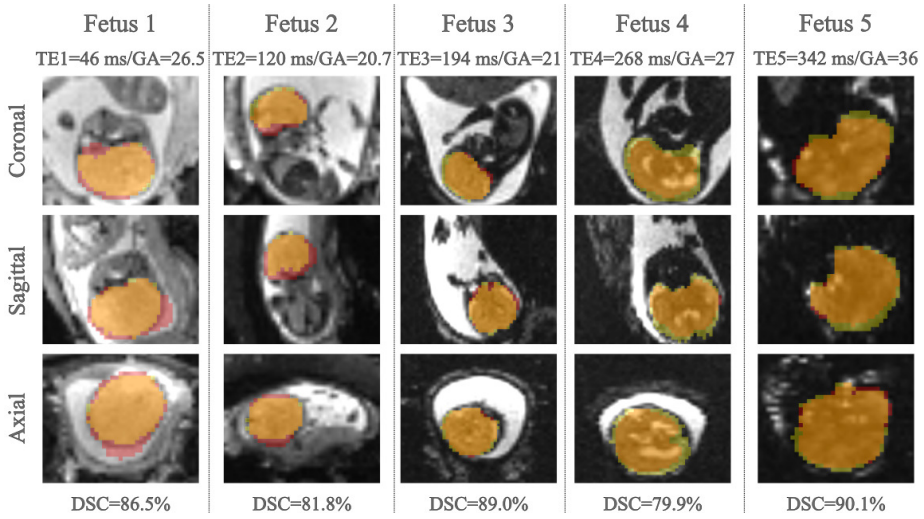 Fetus 1 Fetus 2 Fetus 3 Fetus 4 Fetus 5
TE1=46 ms/GA=26.5 TE2=120 ms/GA=20.7 TE3=194 ms/GA=21 TE4=268 ms/GA=27 TE5=342 ms/GA=36
Coronal
Sagittal
Axial
DSC=86.5% DSC=81.8% DSC=89.0% DSC=79.9% DSC=90.1%